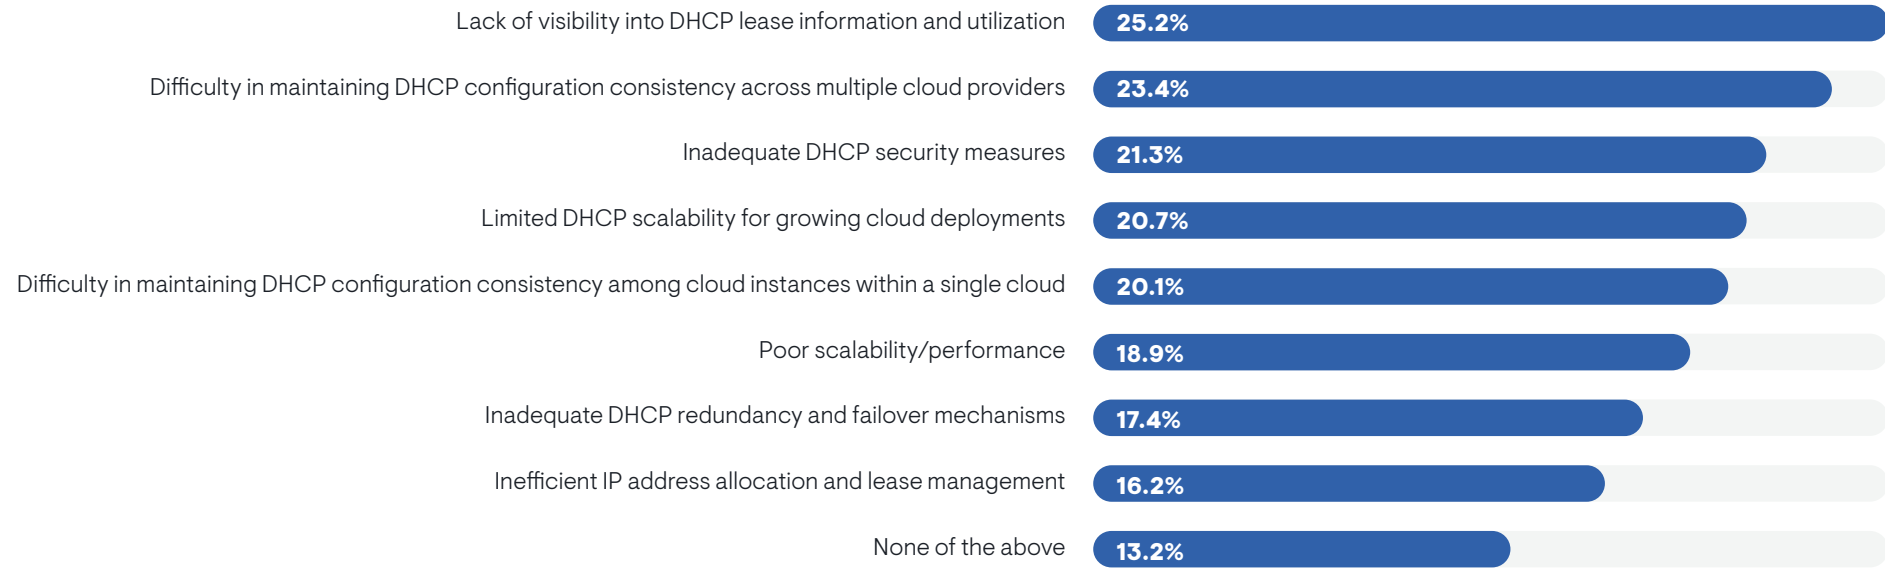 Lack of visibility into DHCP lease information and utilization 25.2%
Difficulty in maintaining DHCP configuration consistency across multiple cloud providers 23.4%
Inadequate DHCP security measures 21.3%
Limited DHCP scalability for growing cloud deployments 20.7%
Difficulty in maintaining DHCP configuration consistency among cloud instances within a single cloud 20.1%
Poor scalability/performance 18.9%
Inadequate DHCP redundancy and failover mechanisms 17.4%
Inefficient IP address allocation and lease management 16.2%
None of the above 13.2%